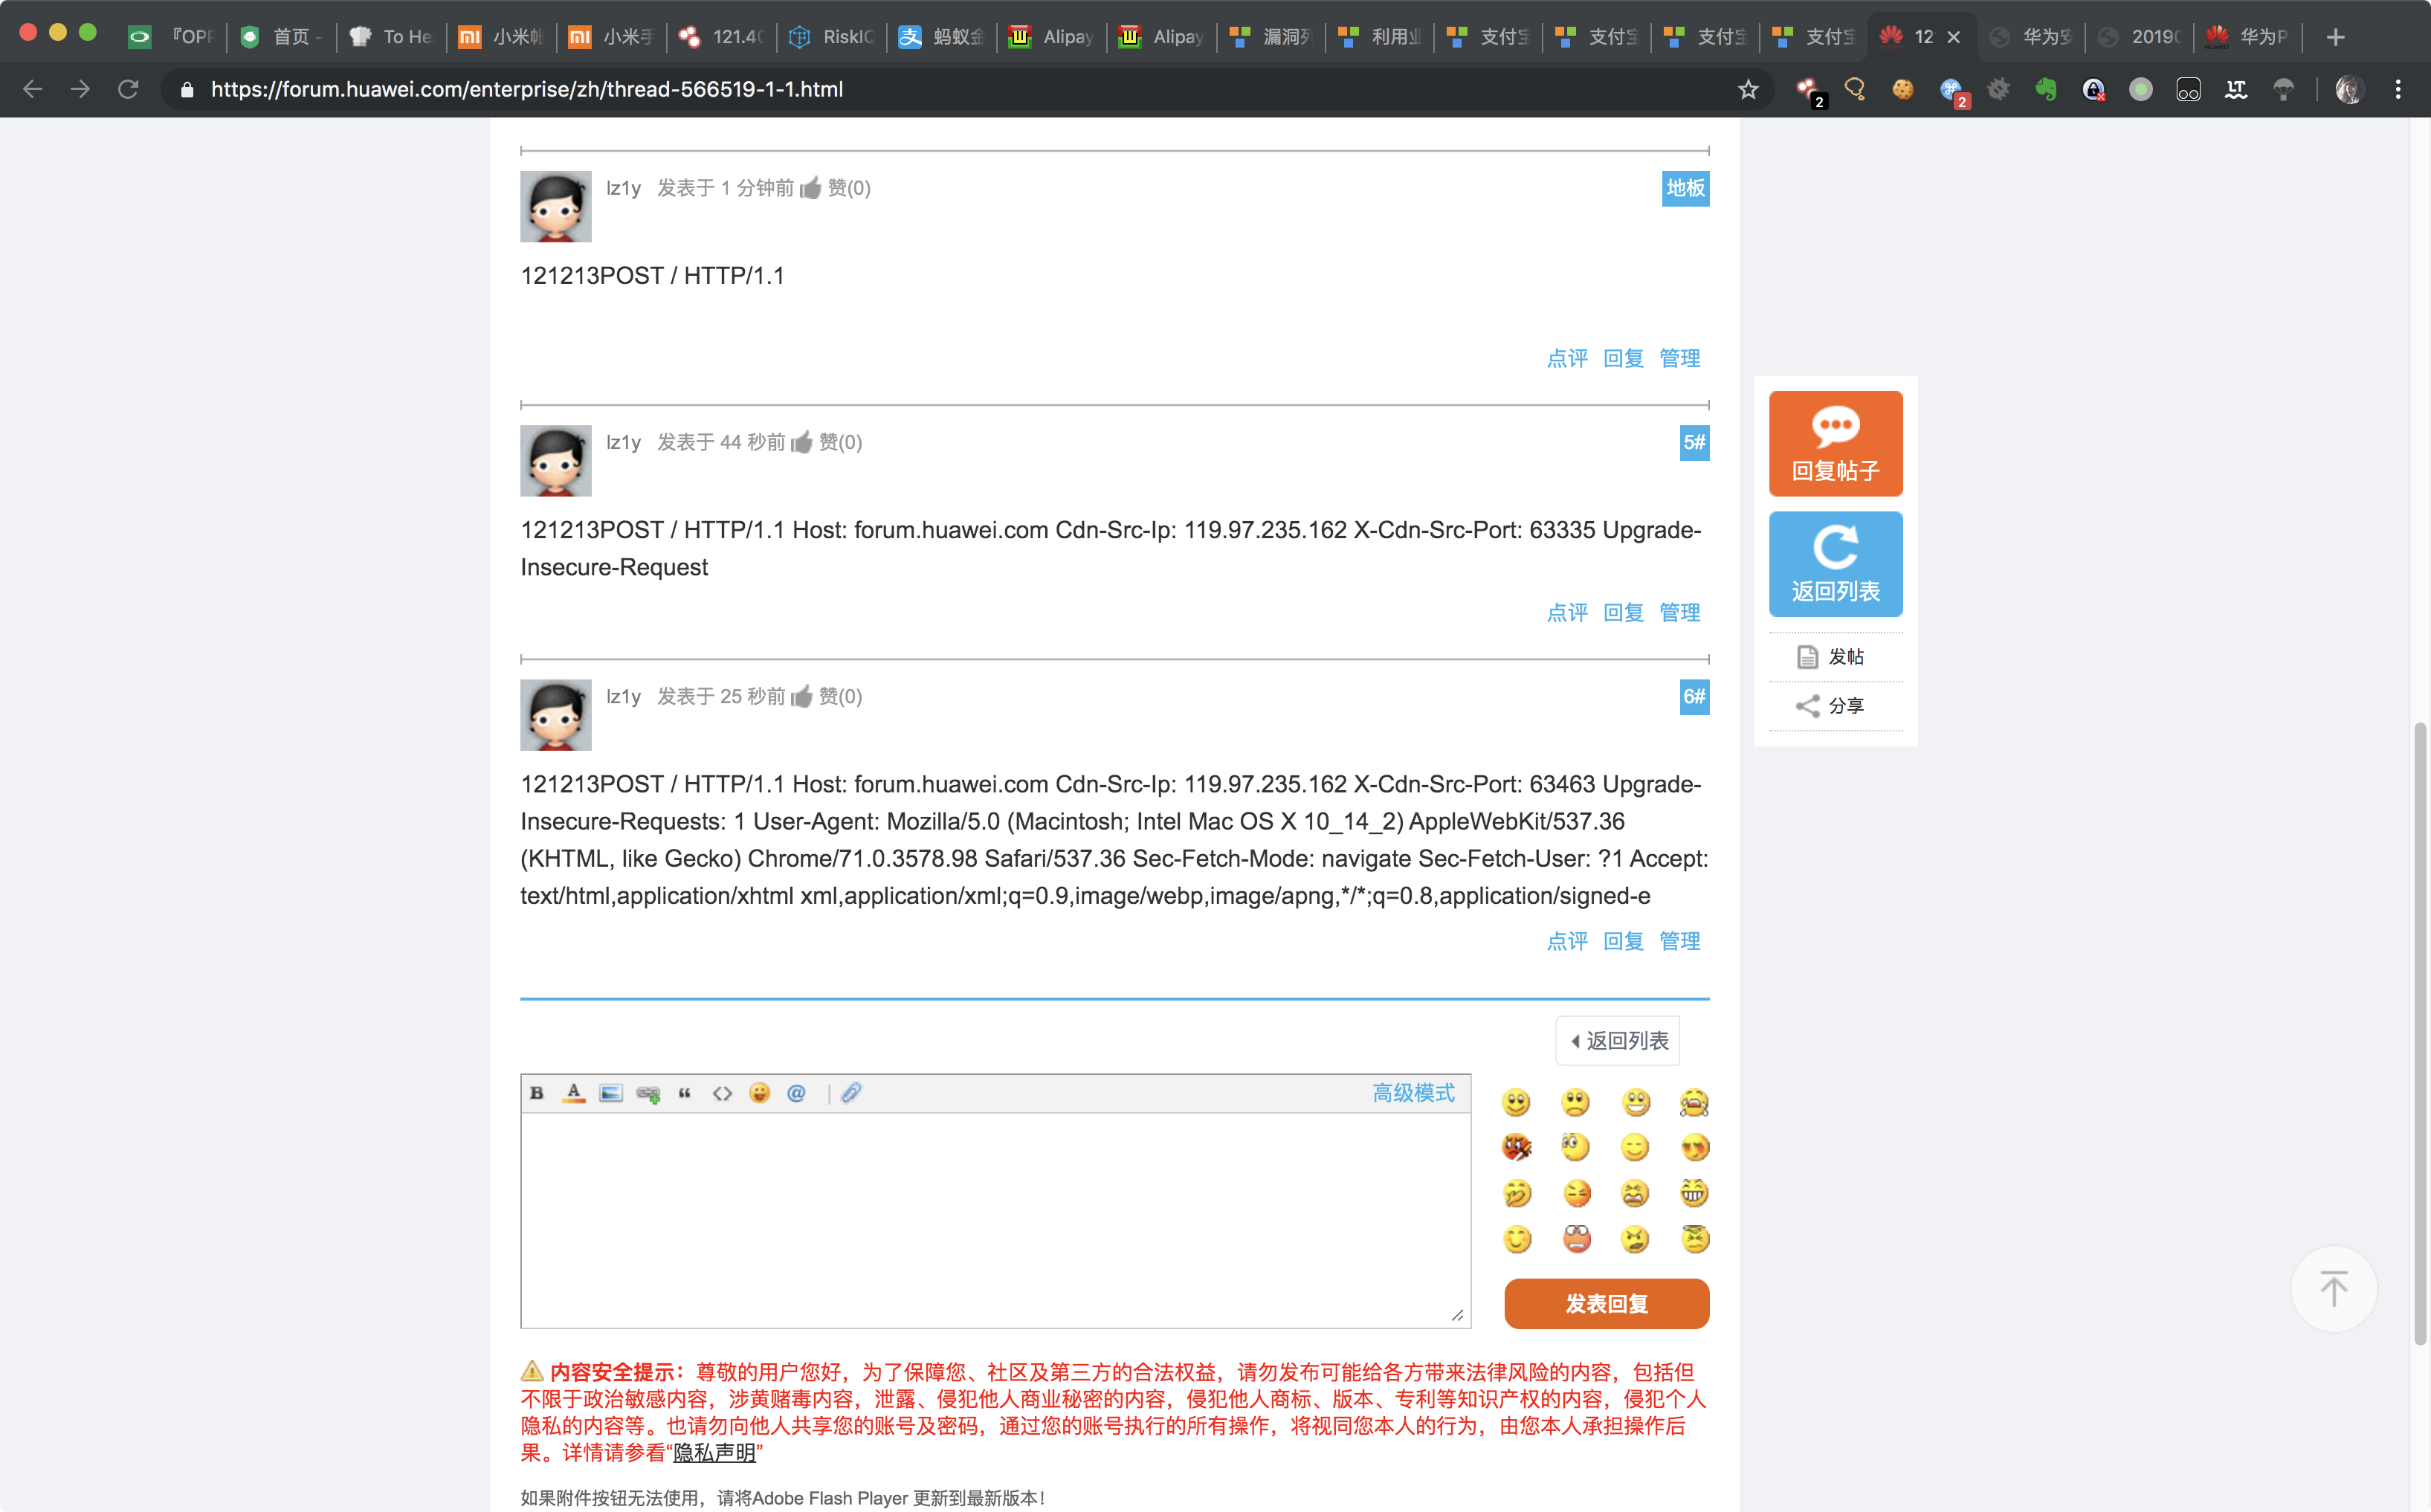 『OPP
首页 -
To He
小米帐
小米手
121.40
RiskIQ
蚂蚁金
Alipay
Alipay
漏洞列
利用业
支付宝
支付宝
支付宝
支付宝
12
华为安
2019
华为P
https://forum.huawei.com/enterprise/zh/thread-566519-1-1.html
2
2
lz1y 发表于 1 分钟前 赞(0)
地板
121213POST / HTTP/1.1
点评 回复 管理
lz1y 发表于 44 秒前 赞(0)
5#
121213POST / HTTP/1.1 Host: forum.huawei.com Cdn-Src-Ip: 119.97.235.162 X-Cdn-Src-Port: 63335 Upgrade-
Insecure-Request
点评 回复 管理
lz1y 发表于 25 秒前 赞(0)
6#
121213POST / HTTP/1.1 Host: forum.huawei.com Cdn-Src-Ip: 119.97.235.162 X-Cdn-Src-Port: 63463 Upgrade-
Insecure-Requests: 1 User-Agent: Mozilla/5.0 (Macintosh; Intel Mac OS X 10_14_2) AppleWebKit/537.36
(KHTML, like Gecko) Chrome/71.0.3578.98 Safari/537.36 Sec-Fetch-Mode: navigate Sec-Fetch-User: ?1 Accept:
text/html,application/xhtml xml,application/xml;q=0.9,image/webp,image/apng,*/*;q=0.8,application/signed-e
点评 回复 管理
回复帖子
返回列表
发帖
分享
返回列表
高级模式
发表回复
内容安全提示：尊敬的用户您好，为了保障您、社区及第三方的合法权益，请勿发布可能给各方带来法律风险的内容，包括但
不限于政治敏感内容，涉黄赌毒内容，泄露、侵犯他人商业秘密的内容，侵犯他人商标、版本、专利等知识产权的内容，侵犯个人
隐私的内容等。也请勿向他人共享您的账号及密码，通过您的账号执行的所有操作，将视同您本人的行为，由您本人承担操作后
果。详情请参看“隐私声明”
如果附件按钮无法使用，请将Adobe Flash Player 更新到最新版本！